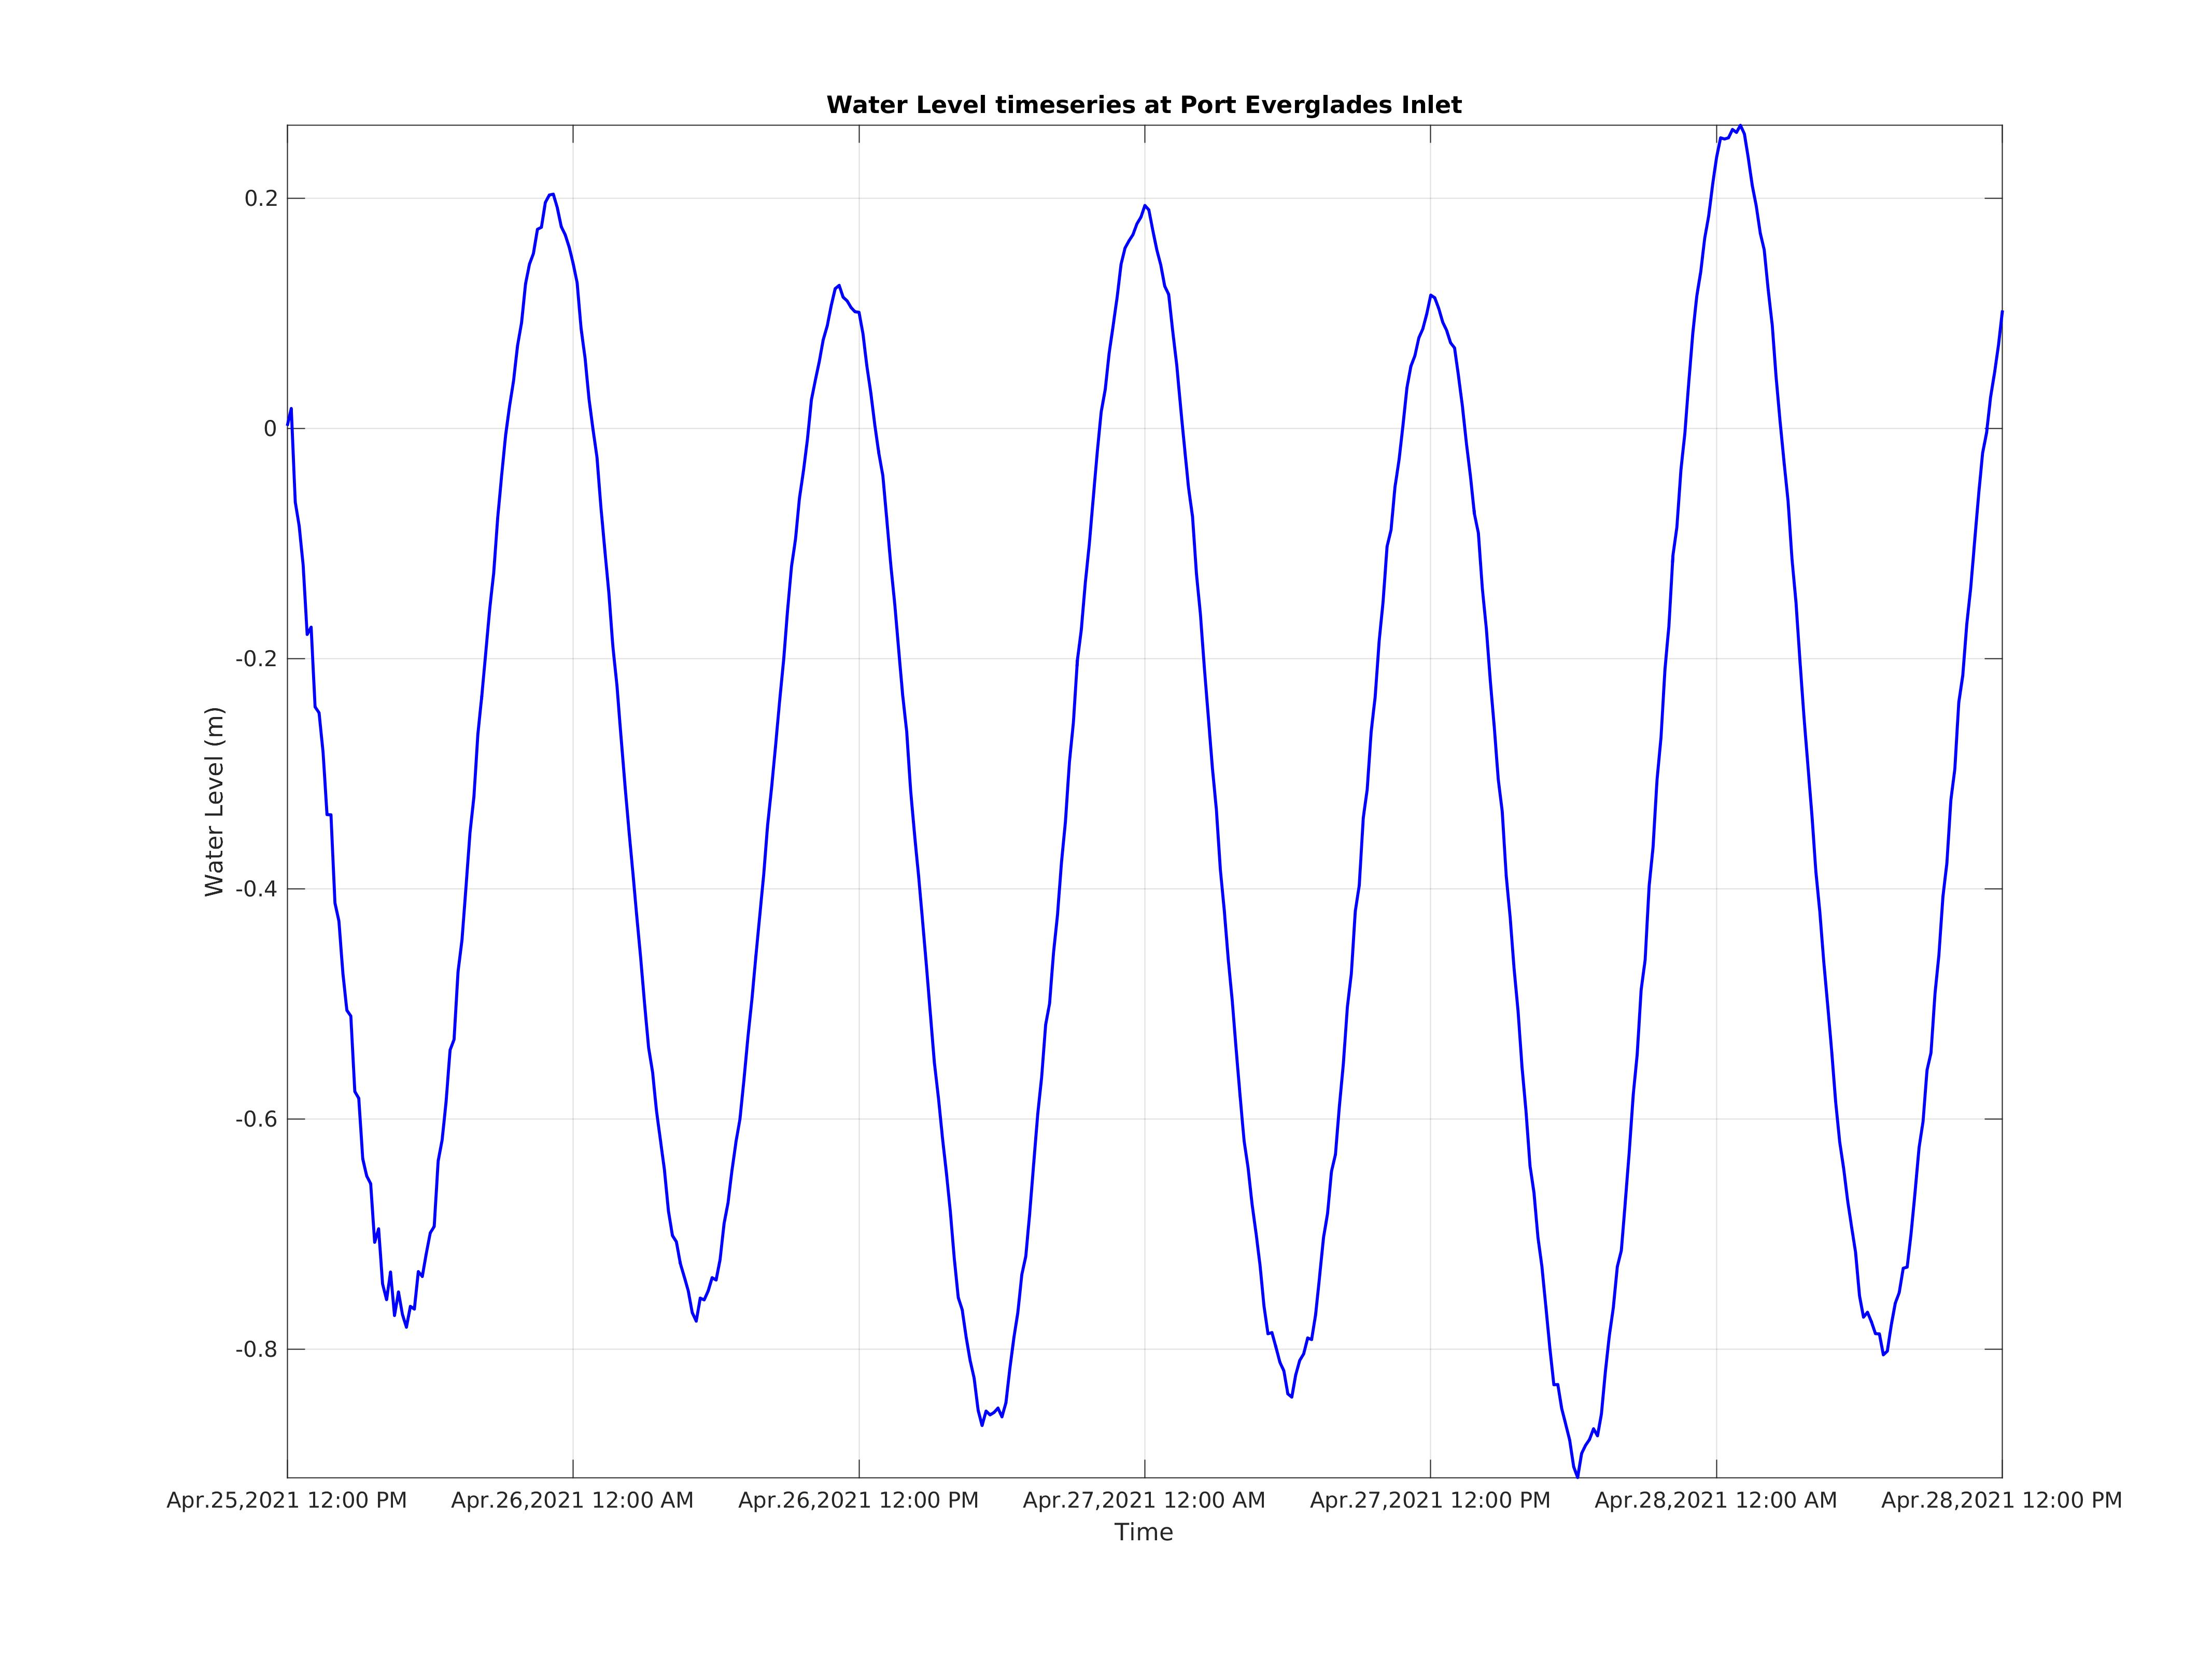 Water Level timeseries at Port Everglades Inlet
0.2
0
-0.2
-0.4
-0.6
-0.8
Water Level (m)
Apr.25,2021 12:00 PM
Apr.26,2021 12:00 AM
Apr.26,2021 12:00 PM
Apr.27,2021 12:00 AM
Apr.27,2021 12:00 PM
Apr.28,2021 12:00 AM
Apr.28,2021 12:00 PM
Time